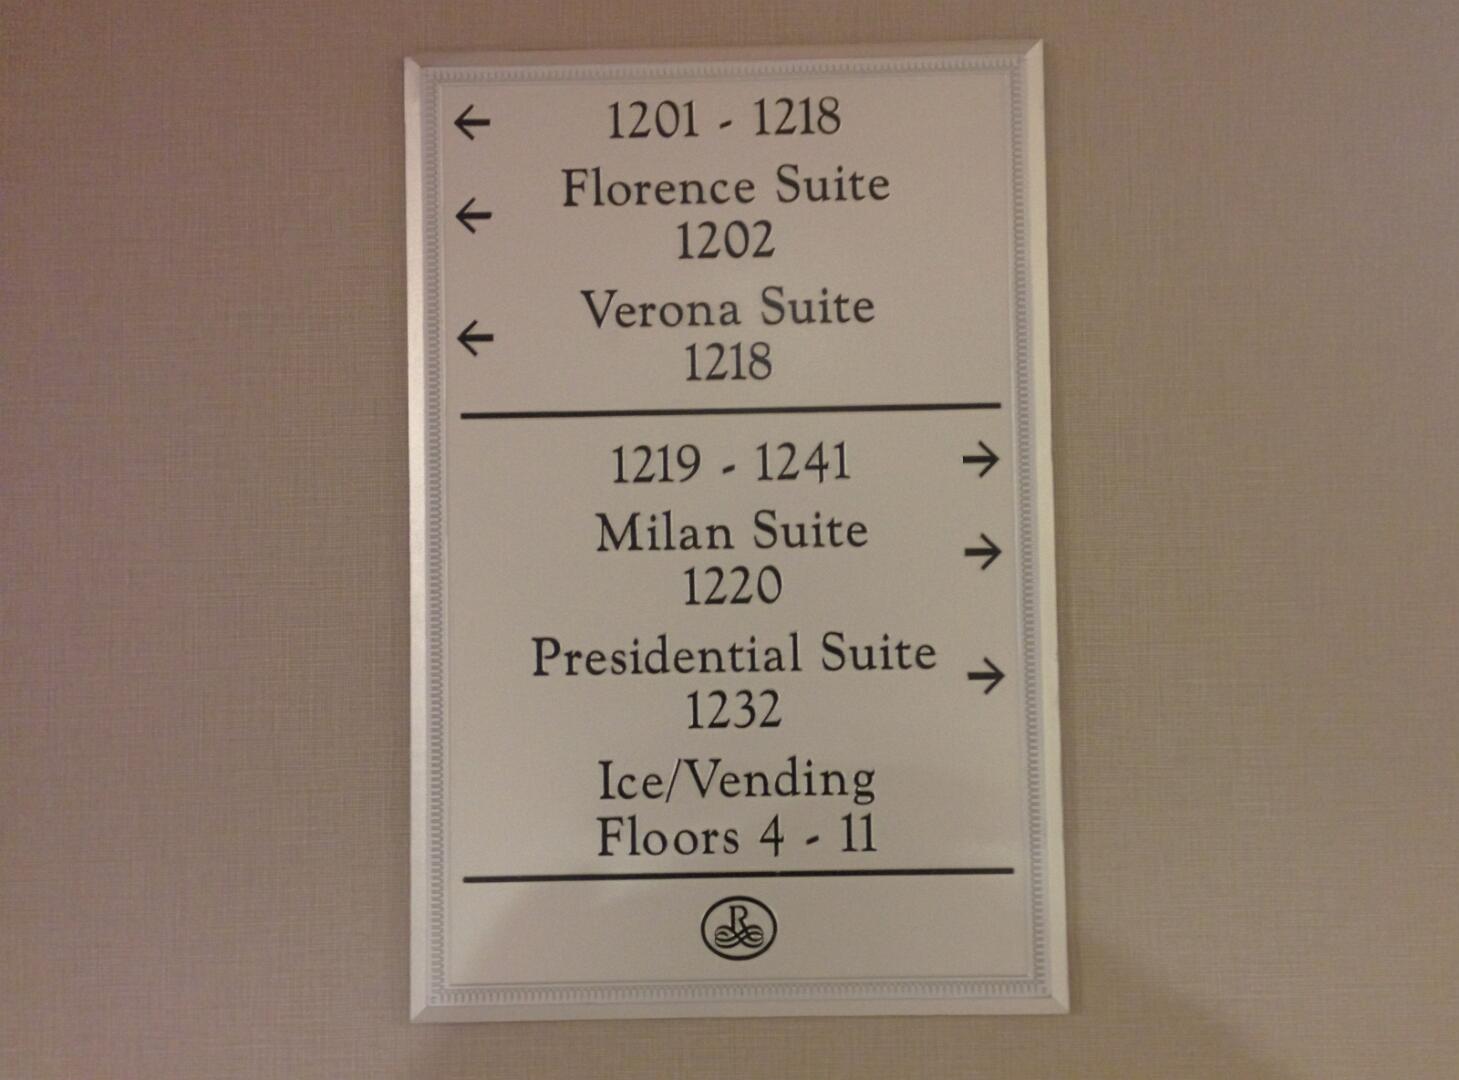 ← 1201 - 1218
Florence Suite
← 1202
Verona Suite
← 1218
1219 - 1241 →
Milan Suite →
1220
Presidential Suite →
1232
Ice/Vending
Floors 4 - 11
R